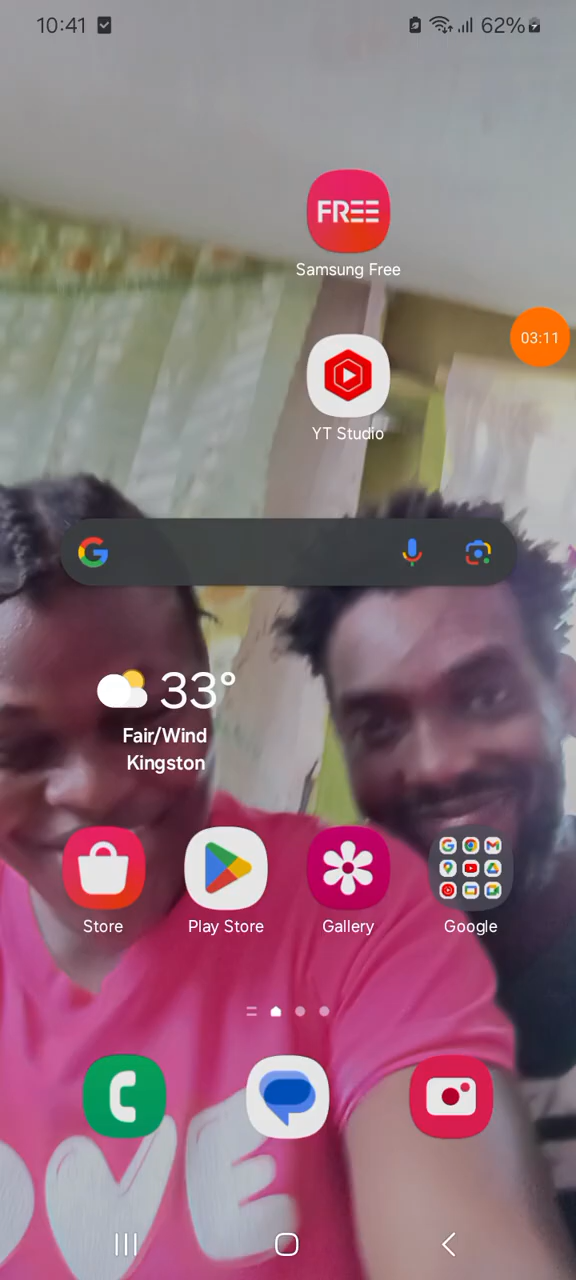 10:41
62%
FREE
Samsung Free
03:11
YT Studio
33°
Fair/Wind
Kingston
Store
Play Store
Gallery
Google
OVE